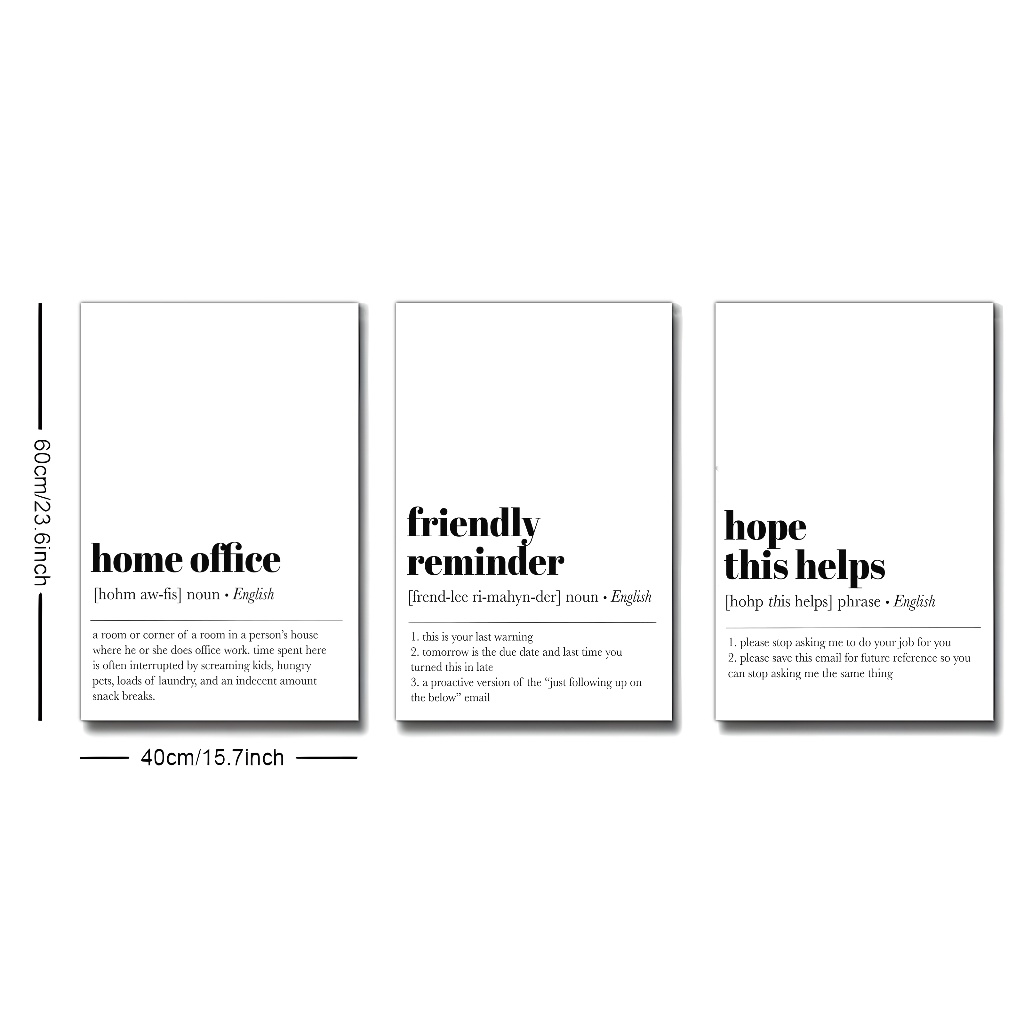 60cm/23.6inch
home office
[hohm aw-fis] noun • English
a room or corner of a room in a person's house
where he or she does office work. time spent here
is often interrupted by screaming kids, hungry
pets, loads of laundry, and an indecent amount
snack breaks.
40cm/15.7inch
friendly
reminder
[frend-lee ri-mahyn-der] noun • English
1. this is your last warning
2. tomorrow is the due date and last time you
turned this in late
3. a proactive version of the “just following up on
the below” email
hope
this helps
[hohp this helps] phrase • English
1. please stop asking me to do your job for you
2. please save this email for future reference so you
can stop asking me the same thing